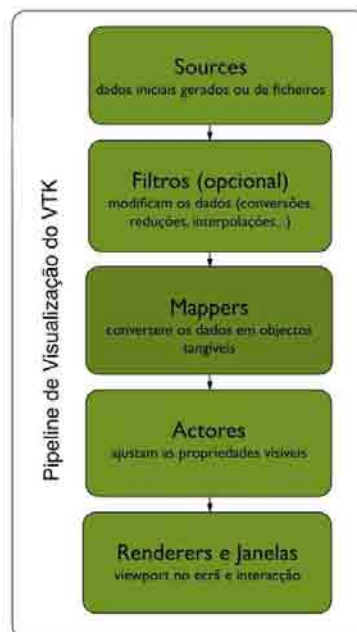 Pipeline de Visualização do VTK
Sources
dados iniciais gerados ou de ficheiros
Filtros (opcional)
modificam os dados (conversões,
reduções, interpolações...)
Mappers
convertem os dados em objectos
tangíveis
Actores
ajustam as propriedades visíveis
Renderers e Janelas
viewport no ecrã e interacção